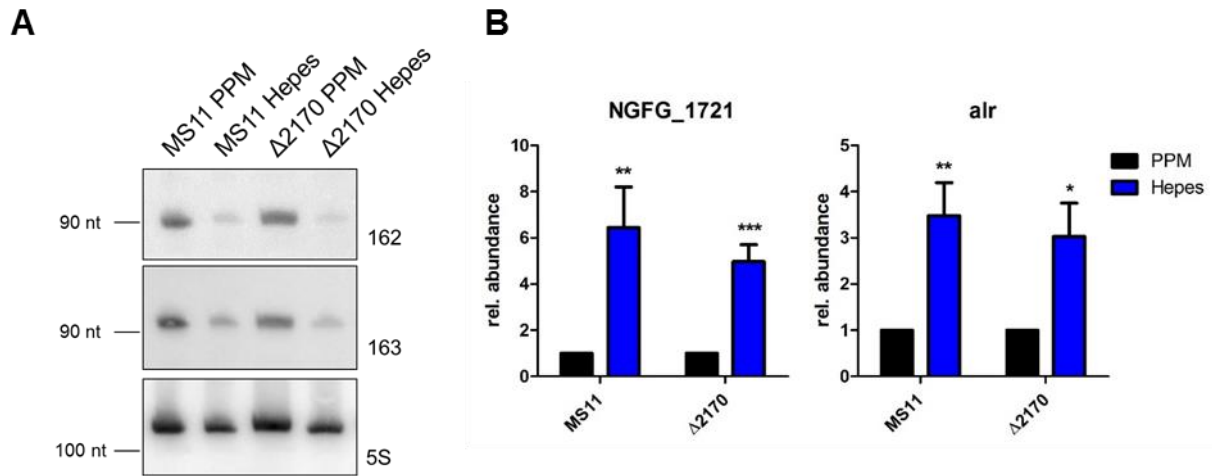 A
B
MS11 PPM
MS11 Hepes
Δ2170 PPM
Δ2170 Hepes
90 nt
162
90 nt
163
100 nt
5S
NGFG_1721
rel. abundance
10
8
6
4
2
0
**
***
MS11
Δ2170
alr
rel. abundance
5
4
3
2
1
0
**
*
MS11
Δ2170
PPM
Hepes